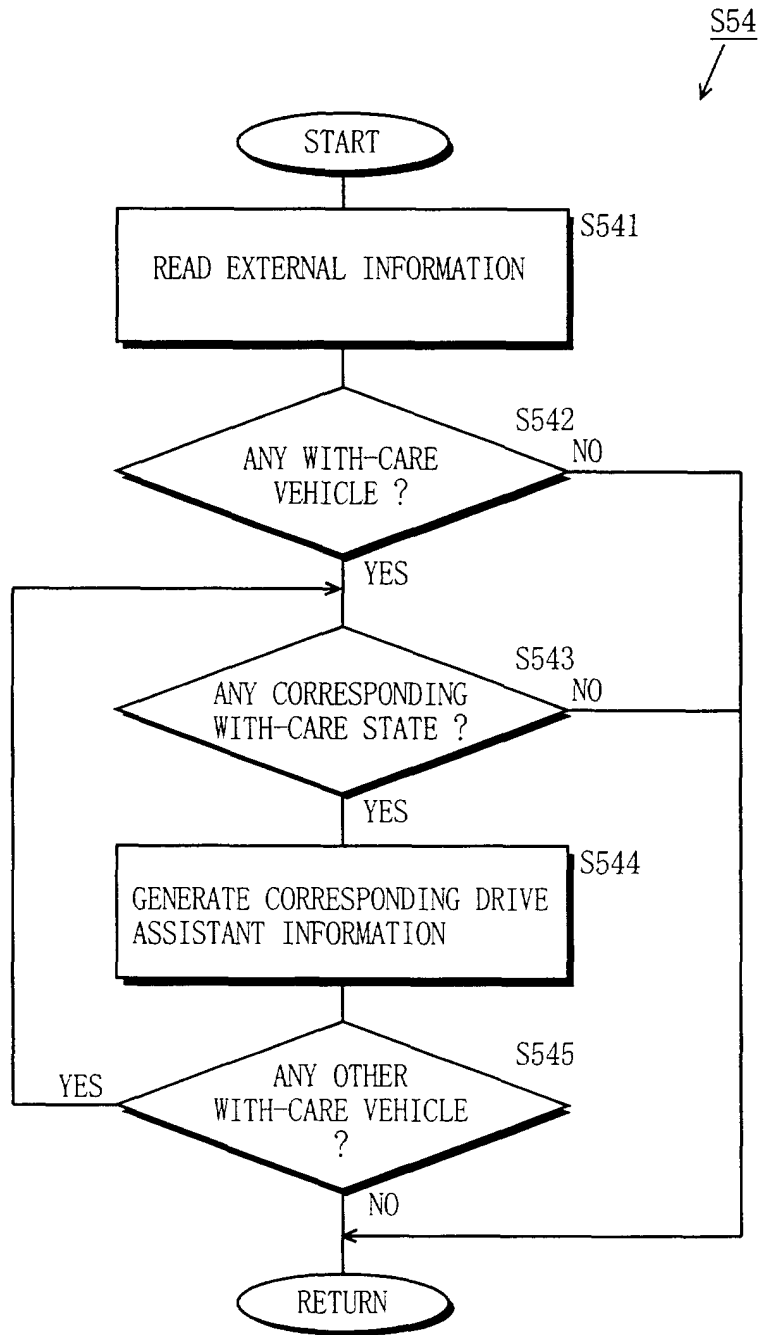 S54
START
S541
READ EXTERNAL INFORMATION
S542
ANY WITH-CARE
VEHICLE ?
NO
YES
S543
ANY CORRESPONDING
WITH-CARE STATE ?
NO
YES
S544
GENERATE CORRESPONDING DRIVE
ASSISTANT INFORMATION
S545
YES
ANY OTHER
WITH-CARE VEHICLE
?
NO
RETURN